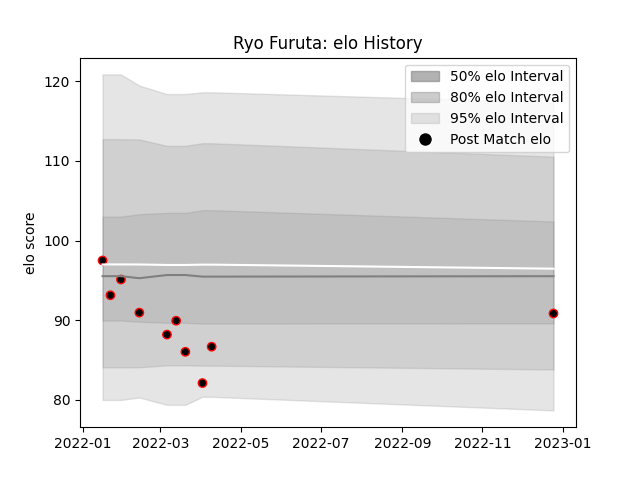 Ryo Furuta: elo History
elo score
120
110
100
90
80
50% elo Interval
80% elo Interval
95% elo Interval
Post Match elo
2022-01 2022-03 2022-05 2022-07 2022-09 2022-11 2023-01